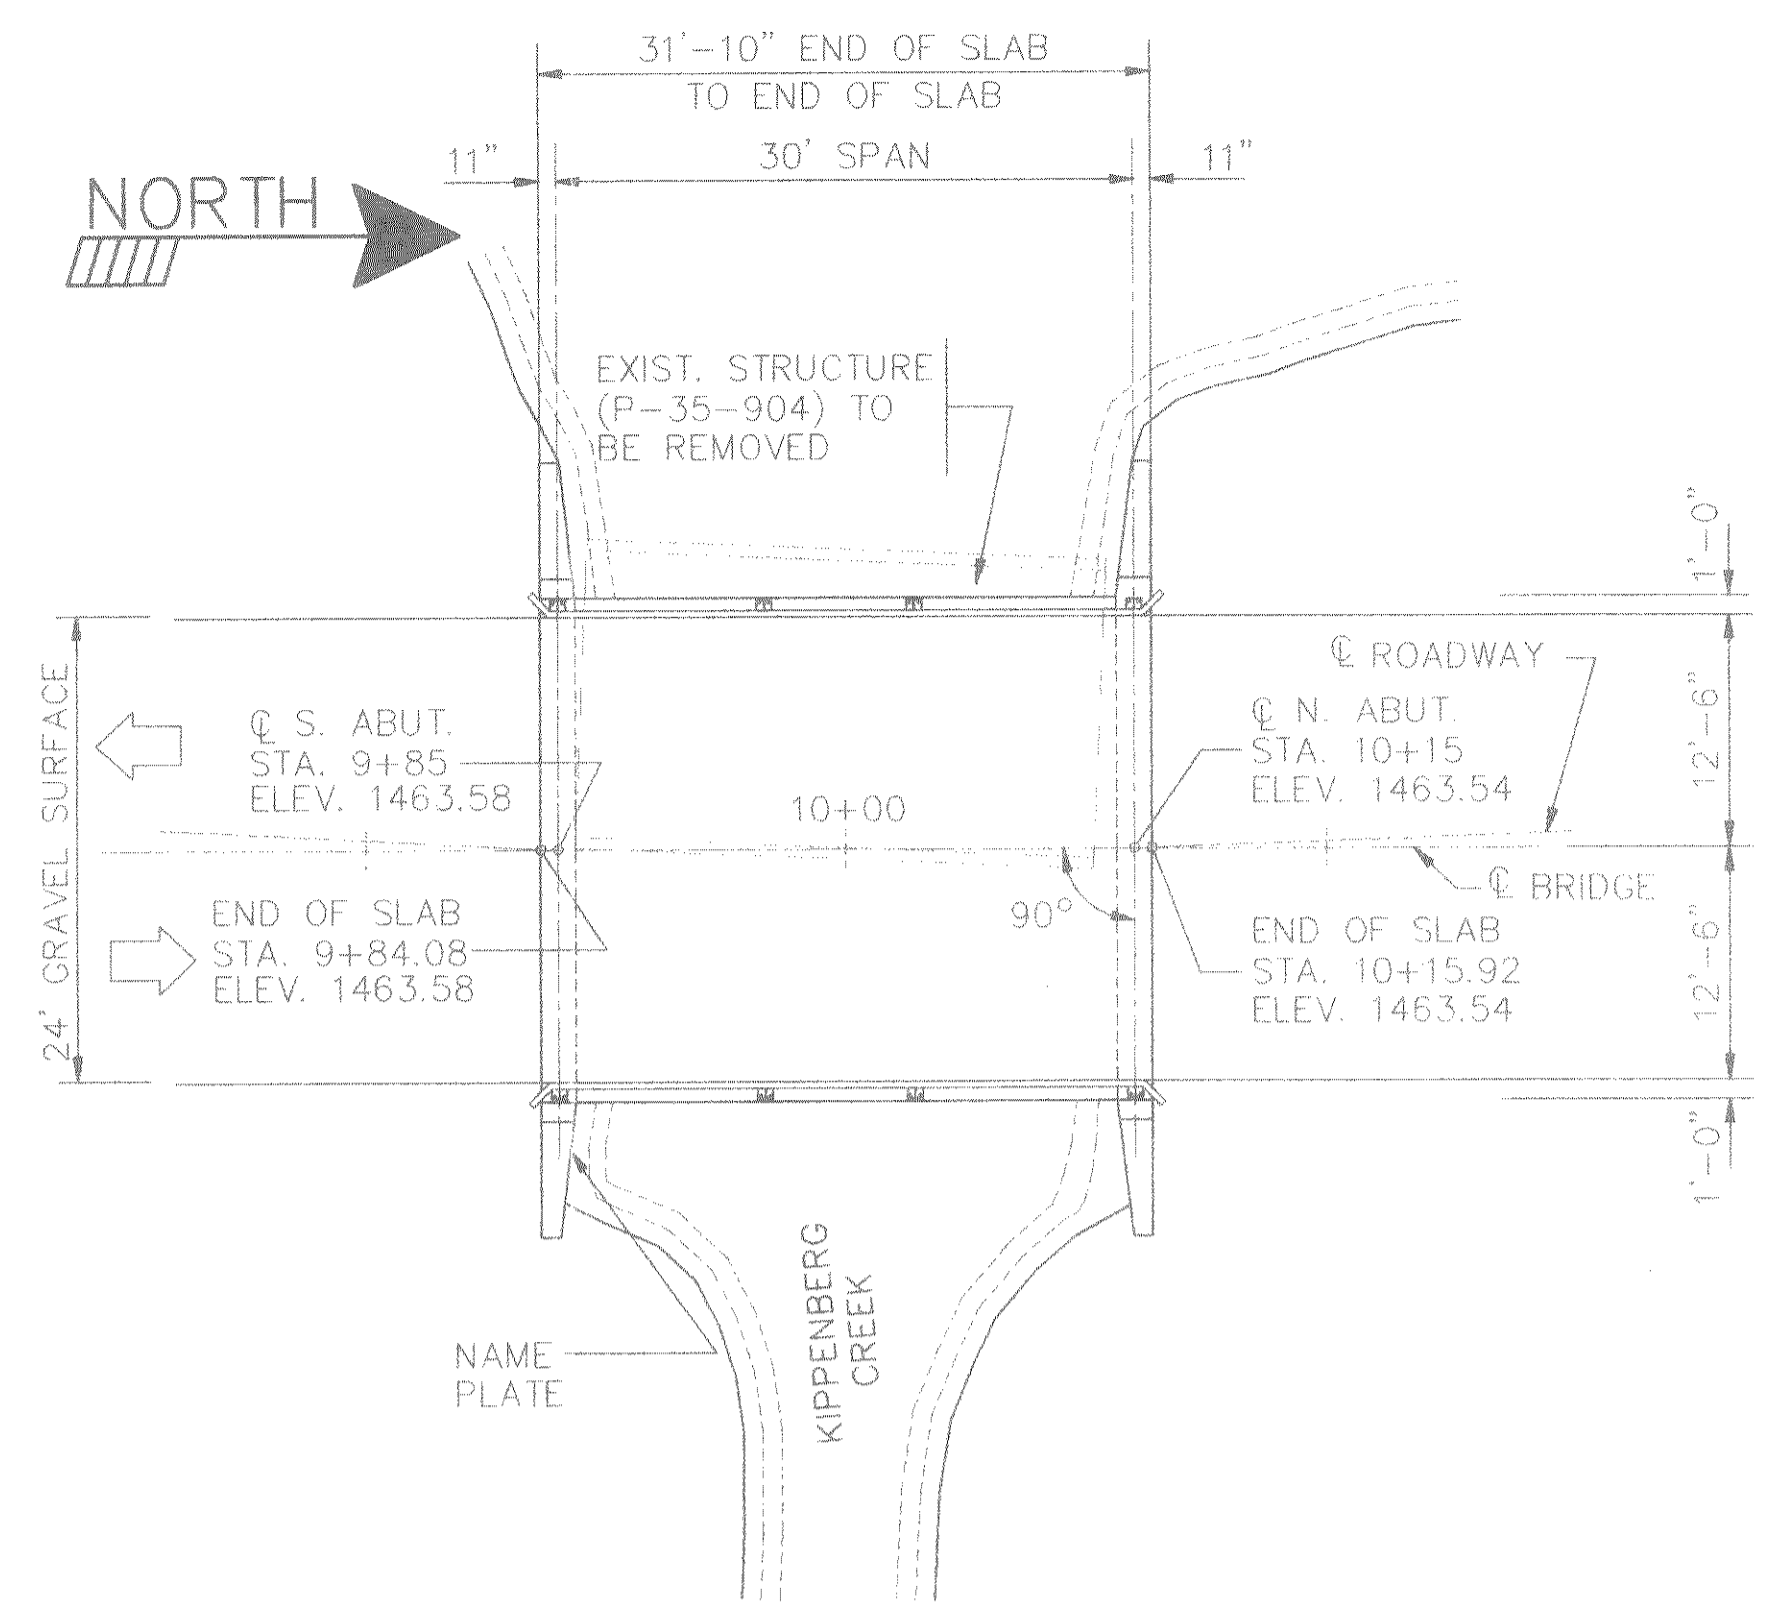 31'-10" END OF SLAB
TO END OF SLAB
11"
30' SPAN
11"
NORTH
EXIST. STRUCTURE
(P-35-904) TO
BE REMOVED
1'-0"
℄ ROADWAY
12'-6"
24' GRAVEL SURFACE
℄ S. ABUT.
STA. 9+85
ELEV. 1463.58
℄ N. ABUT.
STA. 10+15
ELEV. 1463.54
10+00
℄ BRIDGE
90°
END OF SLAB
STA. 9+84.08
ELEV. 1463.58
END OF SLAB
STA. 10+15.92
ELEV. 1463.54
12'-6"
1'-0"
KIPPENBERG
CREEK
NAME
PLATE